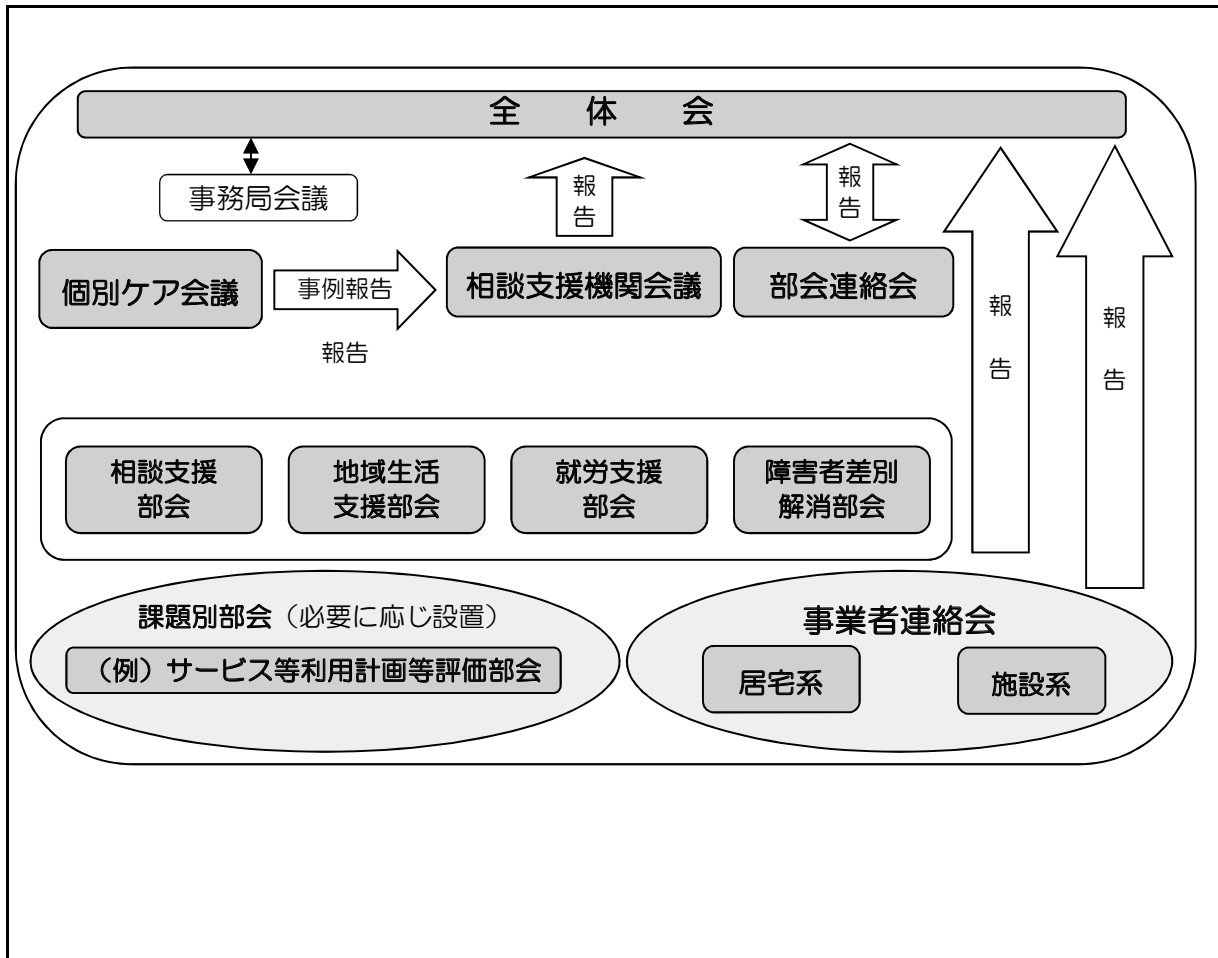 全体会
事務局会議
報告
報告
個別ケア会議
事例報告
相談支援機関会議
部会連絡会
報告
報告
報告
相談支援
部会
地域生活
支援部会
就労支援
部会
障害者差別
解消部会
課題別部会（必要に応じ設置）
（例）サービス等利用計画等評価部会
事業者連絡会
居宅系
施設系